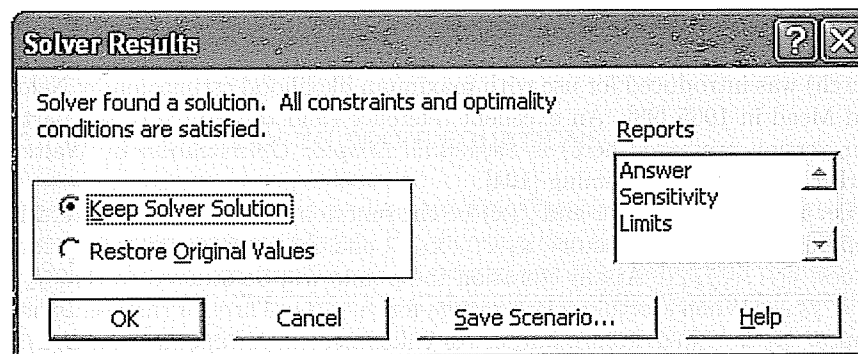 Solver Results
Solver found a solution. All constraints and optimality
conditions are satisfied.
Reports
Answer
Sensitivity
Limits
Keep Solver Solution
Restore Original Values
OK Cancel Save Scenario... Help